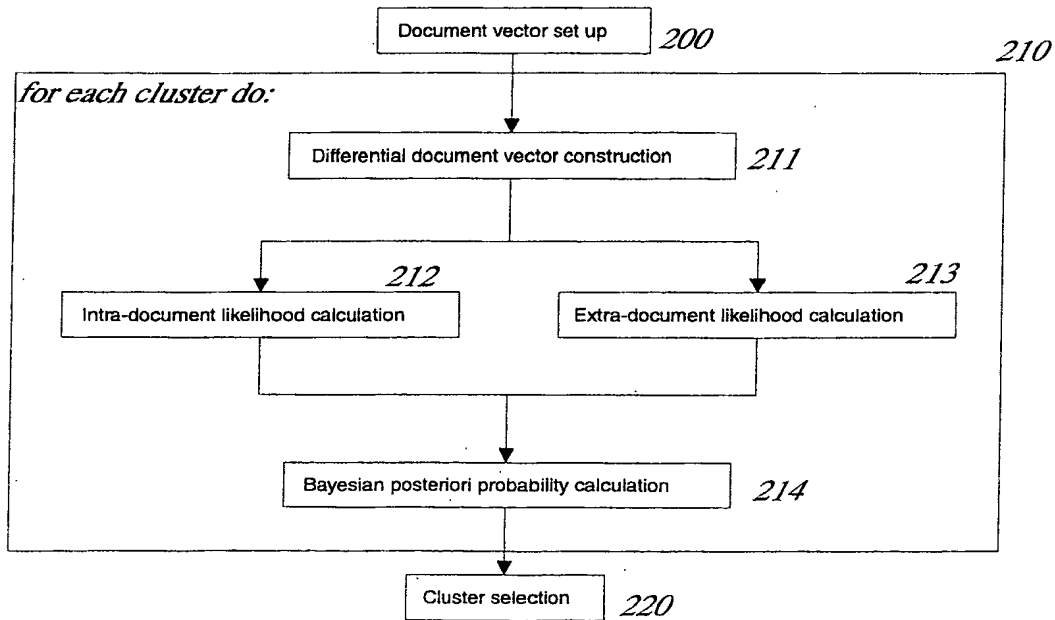 Document vector set up
200
210
for each cluster do:
Differential document vector construction
211
212
213
Intra-document likelihood calculation
Extra-document likelihood calculation
Bayesian posteriori probability calculation
214
Cluster selection
220